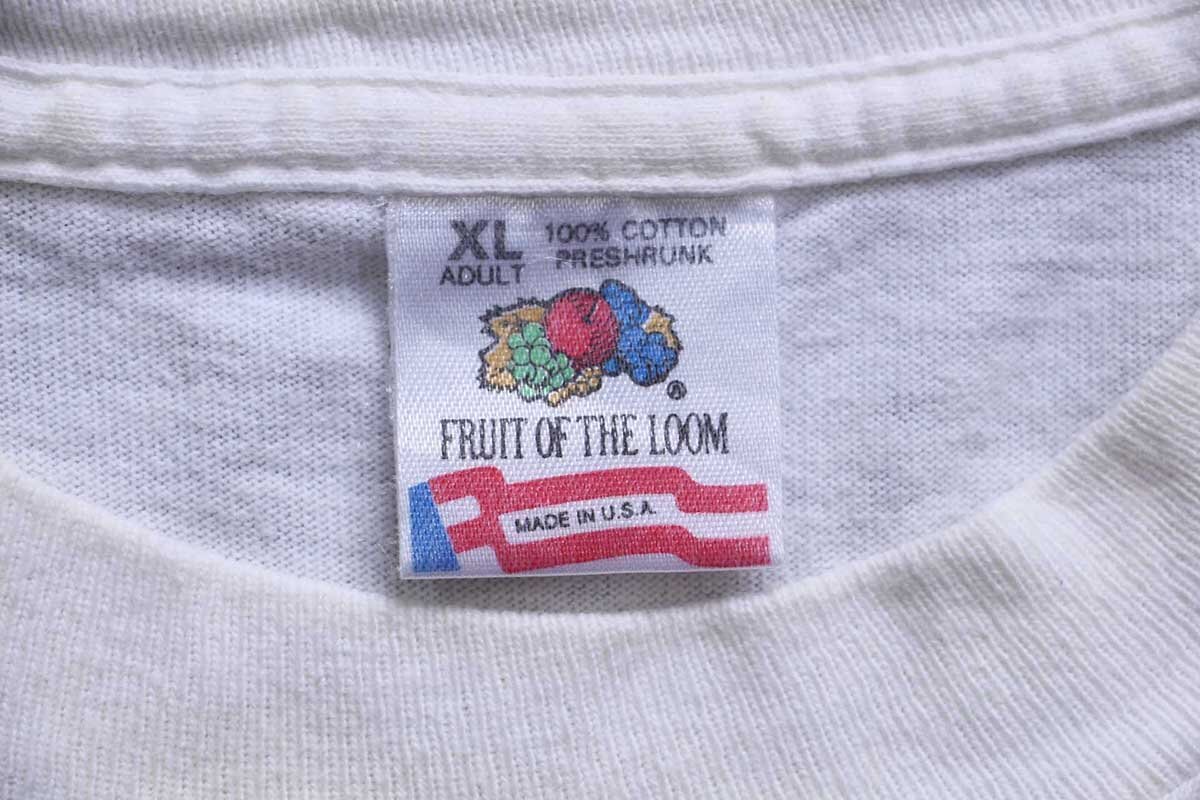 XL
ADULT
100% COTTON
PRESHRUNK
®
FRUIT OF THE LOOM
MADE IN U.S.A.